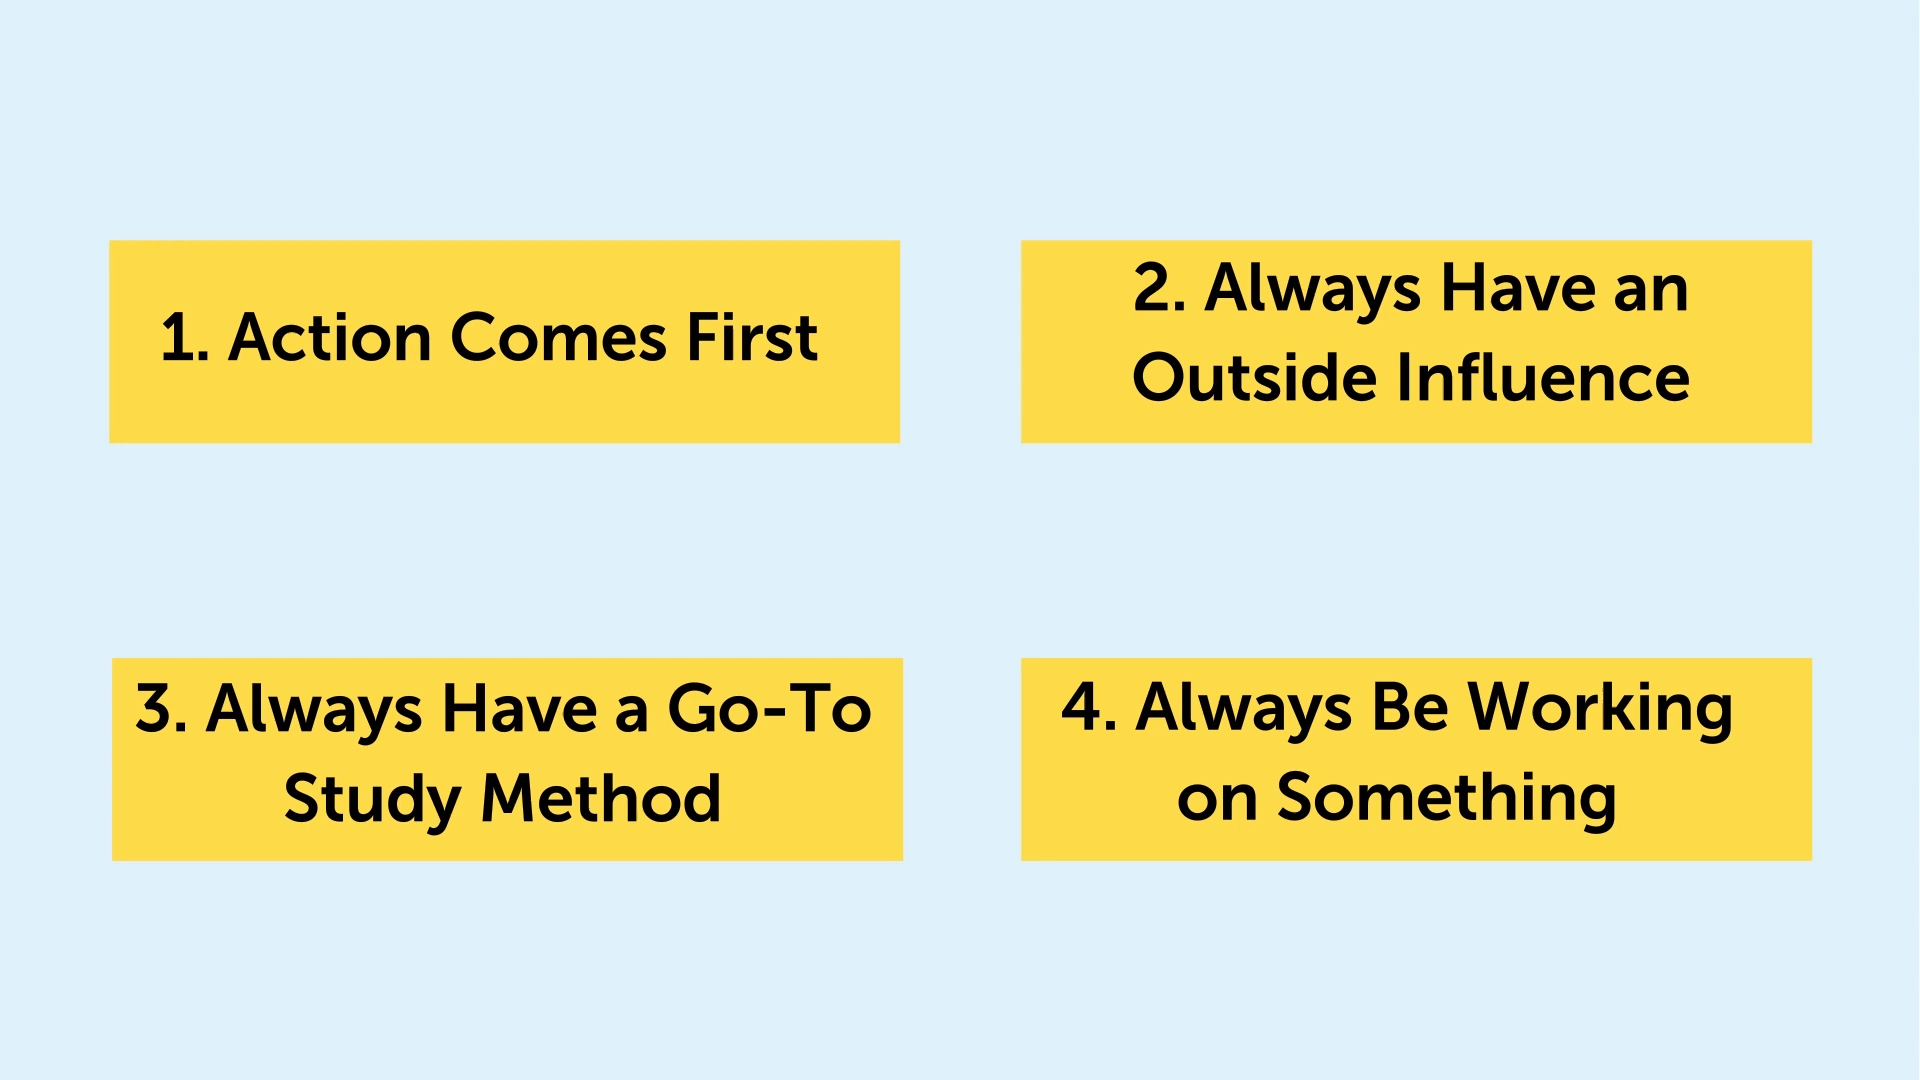 1. Action Comes First
2. Always Have an
Outside Influence
3. Always Have a Go-To
Study Method
4. Always Be Working
on Something